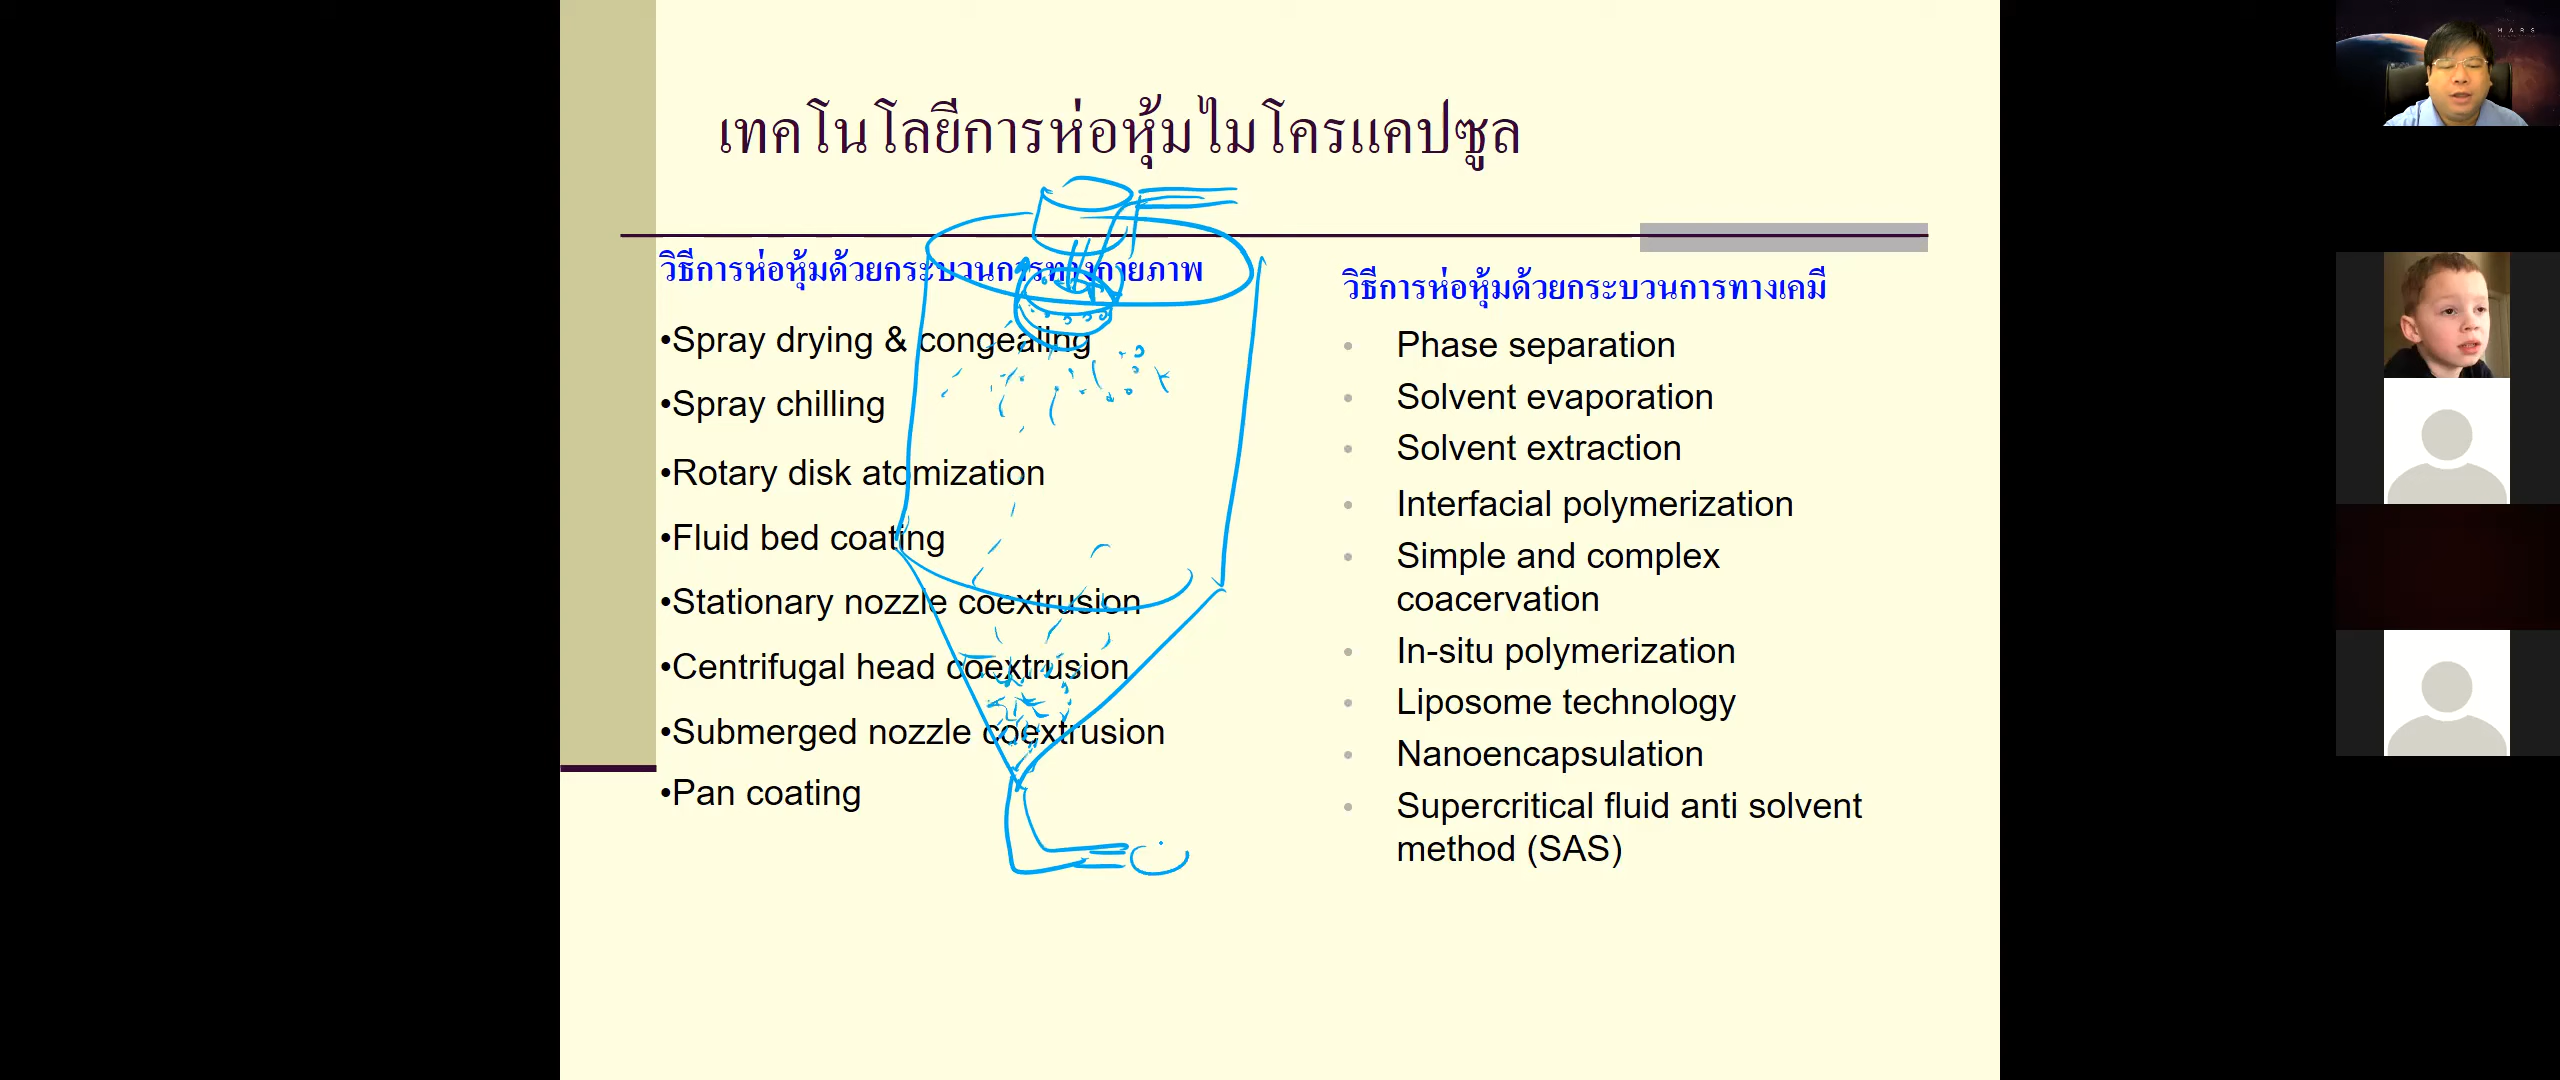 M A R S
เทคโนโลยีการห่อหุ้มไมโครแคปซูล
วิธีการห่อหุ้มด้วยกระบวนการทางกายภาพ
•Spray drying & congealing
•Spray chilling
•Rotary disk atomization
•Fluid bed coating
•Stationary nozzle coextrusion
•Centrifugal head coextrusion
•Submerged nozzle coextrusion
•Pan coating
วิธีการห่อหุ้มด้วยกระบวนการทางเคมี
• Phase separation
• Solvent evaporation
• Solvent extraction
• Interfacial polymerization
• Simple and complex
coacervation
• In-situ polymerization
• Liposome technology
• Nanoencapsulation
• Supercritical fluid anti solvent
method (SAS)